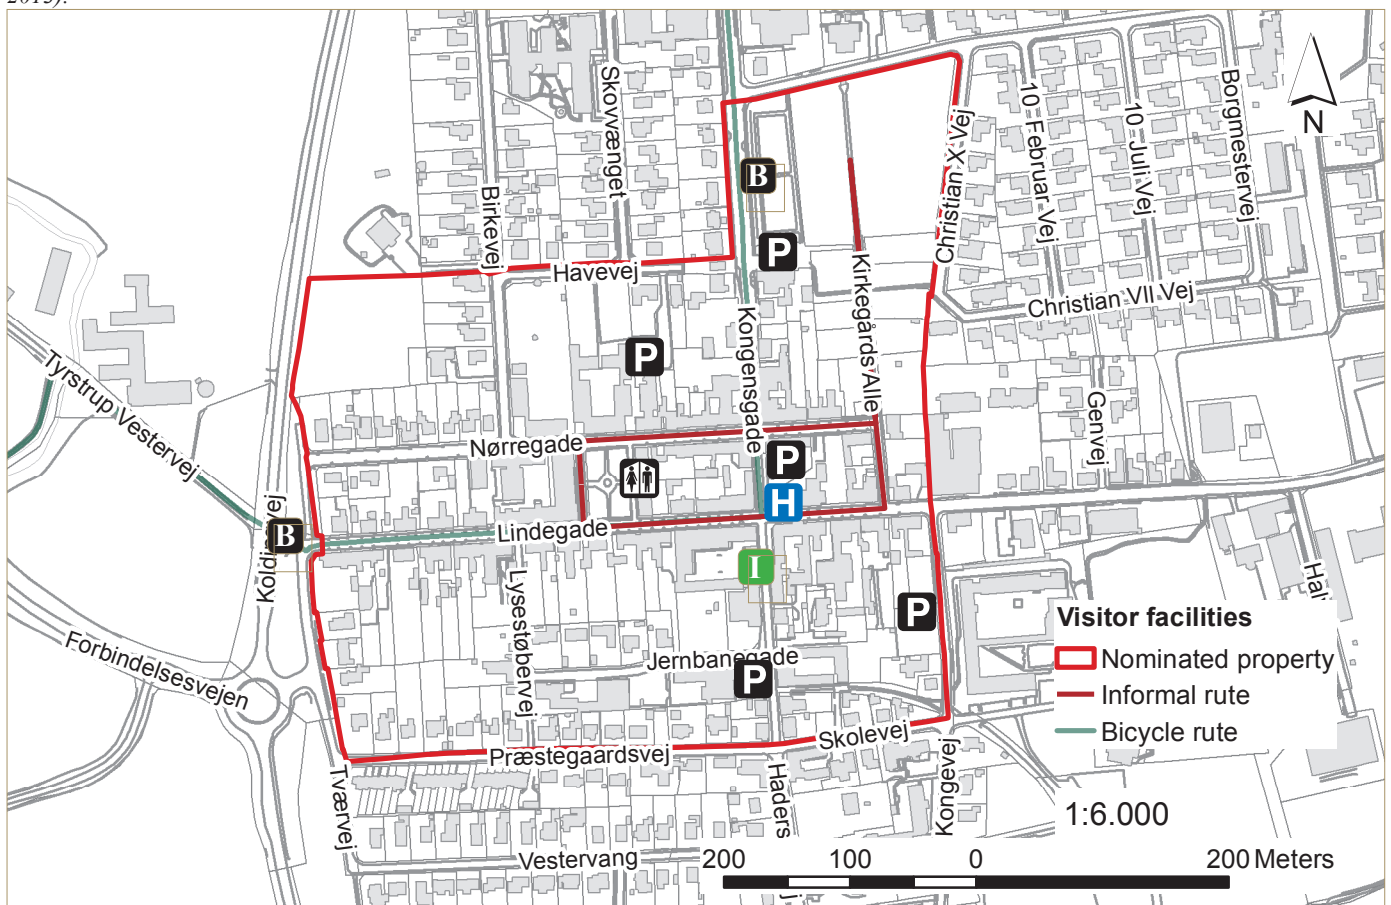 2013).
Skovvænget
Birkevej
Havevej
B
P
Kongensgade
Kirkegårds Alle
Christian X Vej
10 Februar Vej
10 Juli Vej
Borgmestervej
N
Christian VII Vej
Genvej
Tyrstrup Vestervej
P
Nørregade
P
H
B
Lindegade
I
Lysestøbervej
P
Jernbanegade
P
Forbindelsesvejen
Præstegaardsvej
Skolevej
Tværvej
Haders
Kongevej
Vestervang
Visitor facilities
Nominated property
Informal rute
Bicycle rute
1:6.000
200 100 0 200 Meters